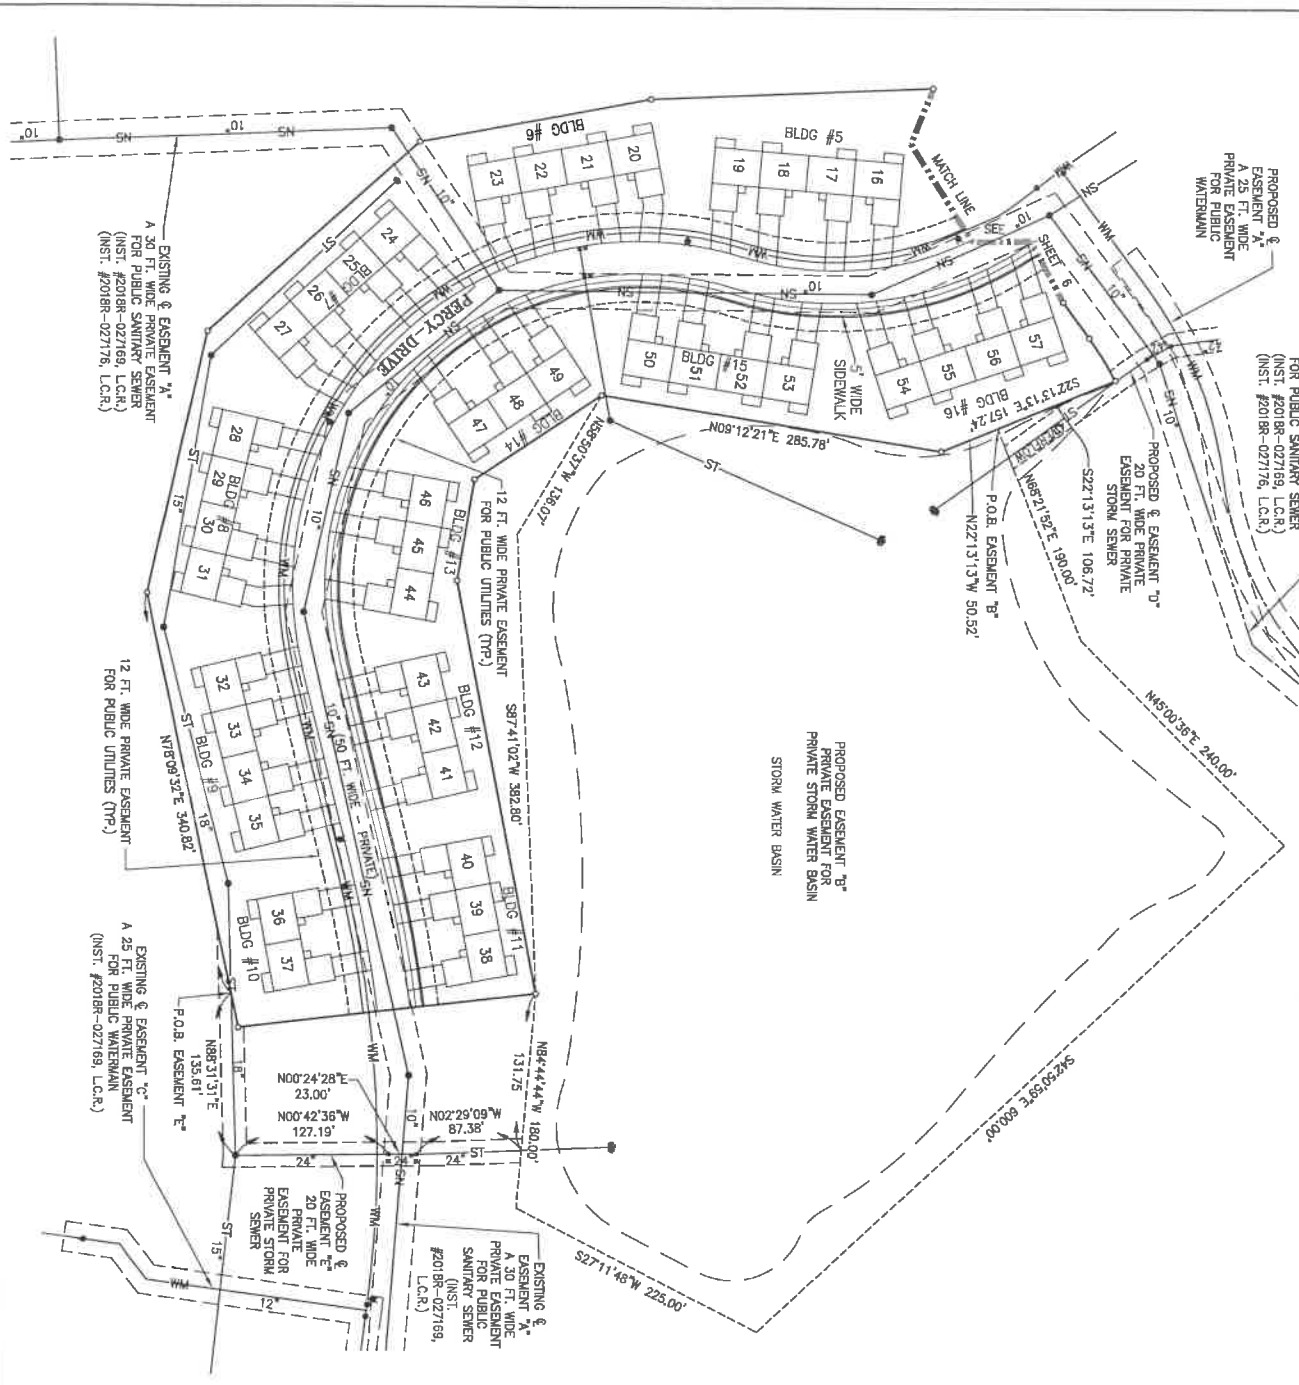 PROPOSED ℄
EASEMENT "A"
A 25 FT. WIDE
PRIVATE EASEMENT
FOR PUBLIC
WATERMAIN
FOR PUBLIC SANITARY SEWER
(INST. #2018R-027169, L.C.R.)
(INST. #2018R-027176, L.C.R.)
MATCH LINE
SEE
SHEET 6
BLDG #5
19
18
17
16
BLDG #6
23
22
21
20
24
25
26
27
BLDG
#7
EXISTING ℄ EASEMENT "A"
A 30 FT. WIDE PRIVATE EASEMENT
FOR PUBLIC SANITARY SEWER
(INST. #2018R-027169, L.C.R.)
(INST. #2018R-027176, L.C.R.)
PERCY DRIVE
5' WIDE
SIDEWALK
BLDG #16
54
55
56
57
S22°13'13"E 157.24'
BLDG #15
50
51
52
53
N09°12'21"E 285.78'
BLDG #14
47
48
49
N58°50'37"W 136.07'
OVERFLOW
PROPOSED ℄ EASEMENT "D"
20 FT. WIDE PRIVATE
EASEMENT FOR PRIVATE
STORM SEWER
S22°13'13"E 106.72'
P.O.B. EASEMENT "B"
N22°13'13"W 50.52'
N68°21'52"E 190.00'
N45°00'36"E 240.00'
S42°50'59"E 600.00'
S27°11'48"W 225.00'
N84°44'44"W 180.00'
131.75
S87°41'02"W 382.80'
PROPOSED EASEMENT "B"
PRIVATE EASEMENT FOR
PRIVATE STORM WATER BASIN
STORM WATER BASIN
12 FT. WIDE PRIVATE EASEMENT
FOR PUBLIC UTILITIES (TYP.)
BLDG #13
46
45
44
BLDG #8
28
29
30
31
BLDG #12
43
42
41
BLDG #9
32
33
34
35
BLDG #11
40
39
38
BLDG #10
36
37
(50 FT. WIDE - PRIVATE)
N78°09'32"E 340.82'
12 FT. WIDE PRIVATE EASEMENT
FOR PUBLIC UTILITIES (TYP.)
EXISTING ℄ EASEMENT "C"
A 25 FT. WIDE PRIVATE EASEMENT
FOR PUBLIC WATERMAIN
(INST. #2018R-027169, L.C.R.)
P.O.B. EASEMENT "E"
N88°31'31"E
135.61'
N00°24'28"E
23.00'
N00°42'36"W
127.19'
N02°29'09"W
87.38'
PROPOSED ℄
EASEMENT "E"
20 FT. WIDE
PRIVATE
EASEMENT FOR
PRIVATE STORM
SEWER
EXISTING ℄
EASEMENT "A"
A 30 FT. WIDE
PRIVATE EASEMENT
FOR PUBLIC
SANITARY SEWER
(INST.
#2018R-027169,
L.C.R.)
SN
10"
WM
ST
15"
18"
24"
12"